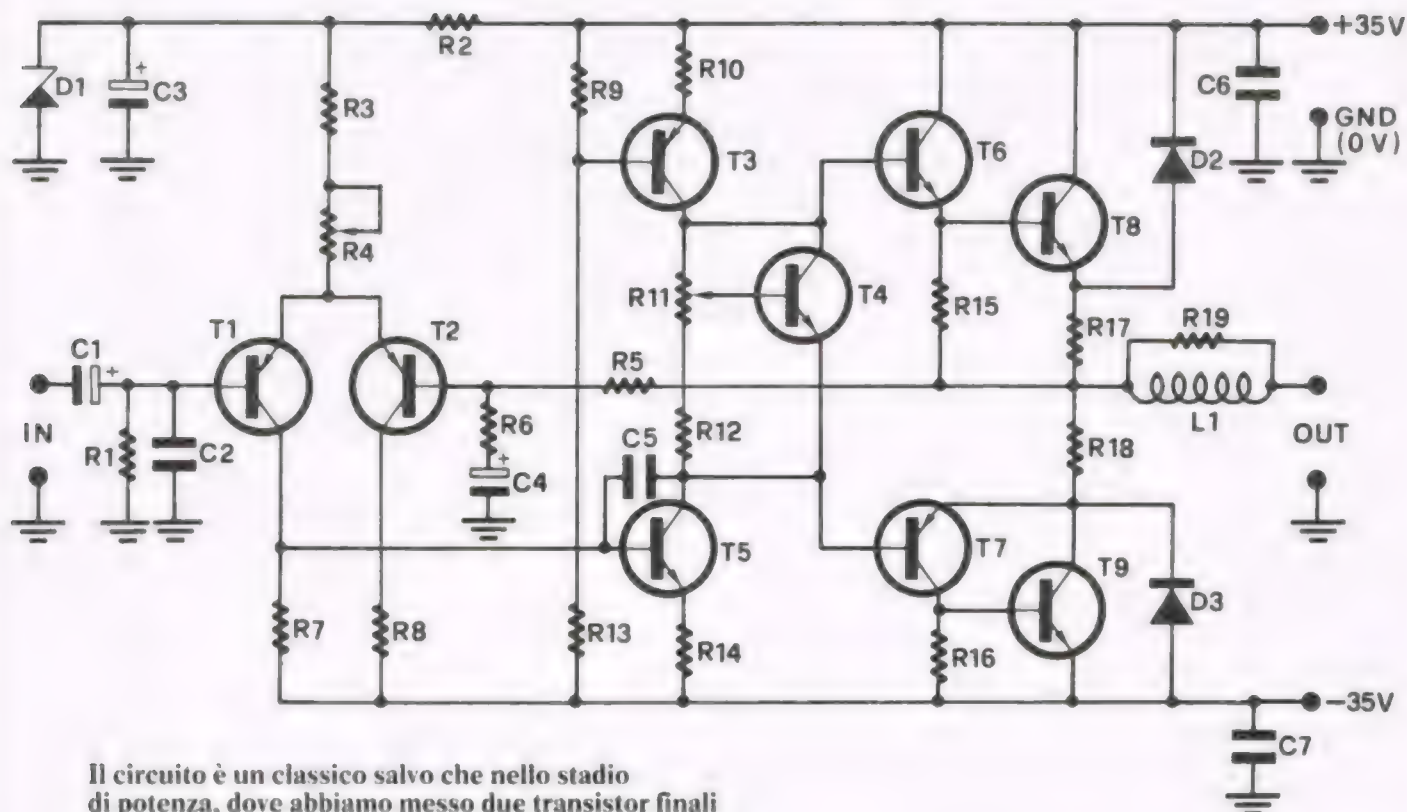 +35V
R2
D1
+
C3
R3
R9
R10
C6
GND
(0 V)
T3
T6
D2
T8
R4
R11
T4
R15
R17
R19
T1
T2
C1
+
R5
L1
IN
R1
C2
R6
+
C4
C5
R12
R18
OUT
T5
T7
T9
D3
R7
R8
R13
R14
R16
−35V
C7
Il circuito è un classico salvo che nello stadio
di potenza, dove abbiamo messo due transistor finali